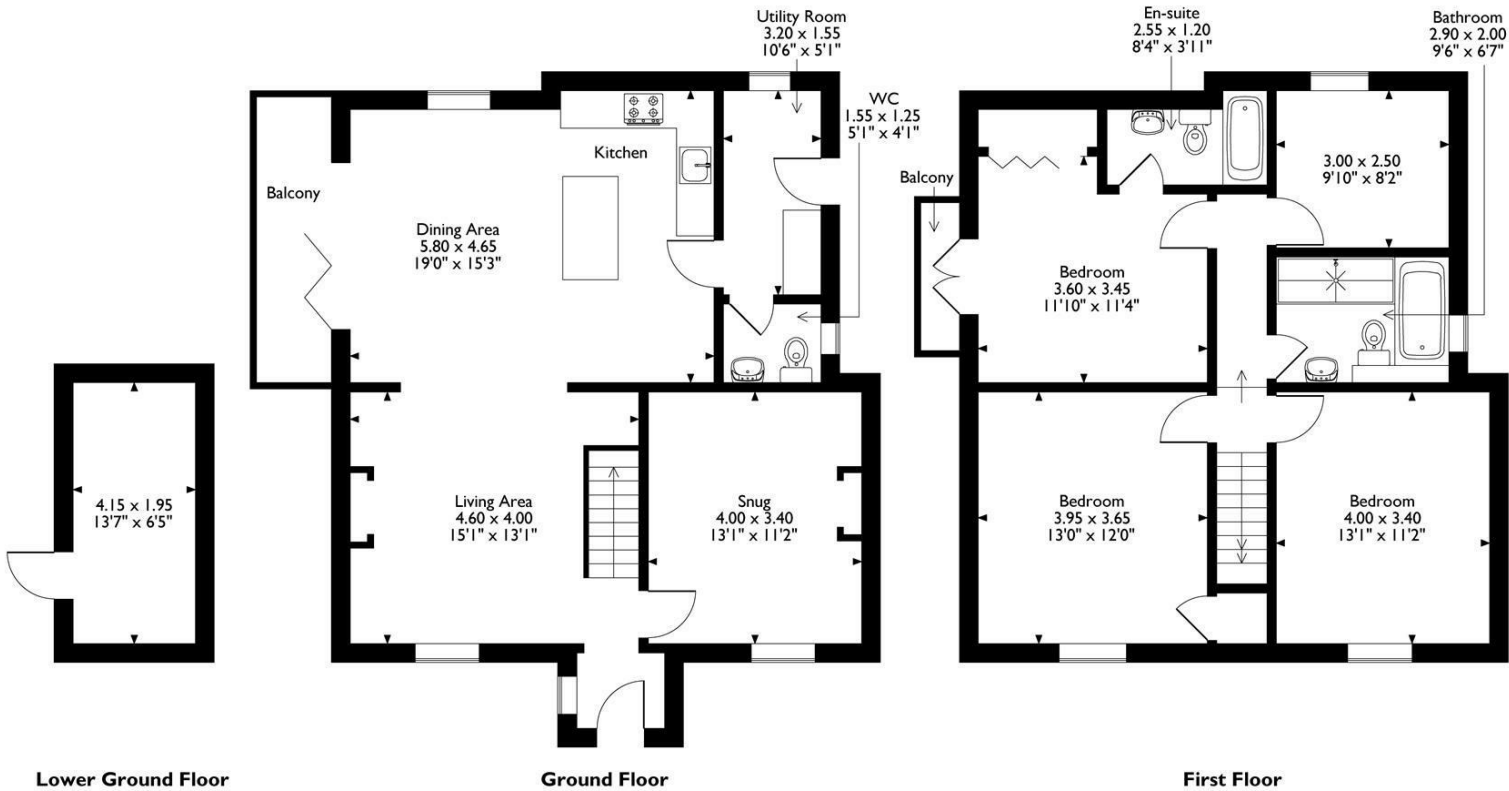 Utility Room
3.20 x 1.55
10'6" x 5'1"
WC
1.55 x 1.25
5'1" x 4'1"
Kitchen
Balcony
Dining Area
5.80 x 4.65
19'0" x 15'3"
Living Area
4.60 x 4.00
15'1" x 13'1"
Snug
4.00 x 3.40
13'1" x 11'2"
4.15 x 1.95
13'7" x 6'5"
En-suite
2.55 x 1.20
8'4" x 3'11"
Bathroom
2.90 x 2.00
9'6" x 6'7"
Balcony
3.00 x 2.50
9'10" x 8'2"
Bedroom
3.60 x 3.45
11'10" x 11'4"
Bedroom
3.95 x 3.65
13'0" x 12'0"
Bedroom
4.00 x 3.40
13'1" x 11'2"
Lower Ground Floor
Ground Floor
First Floor